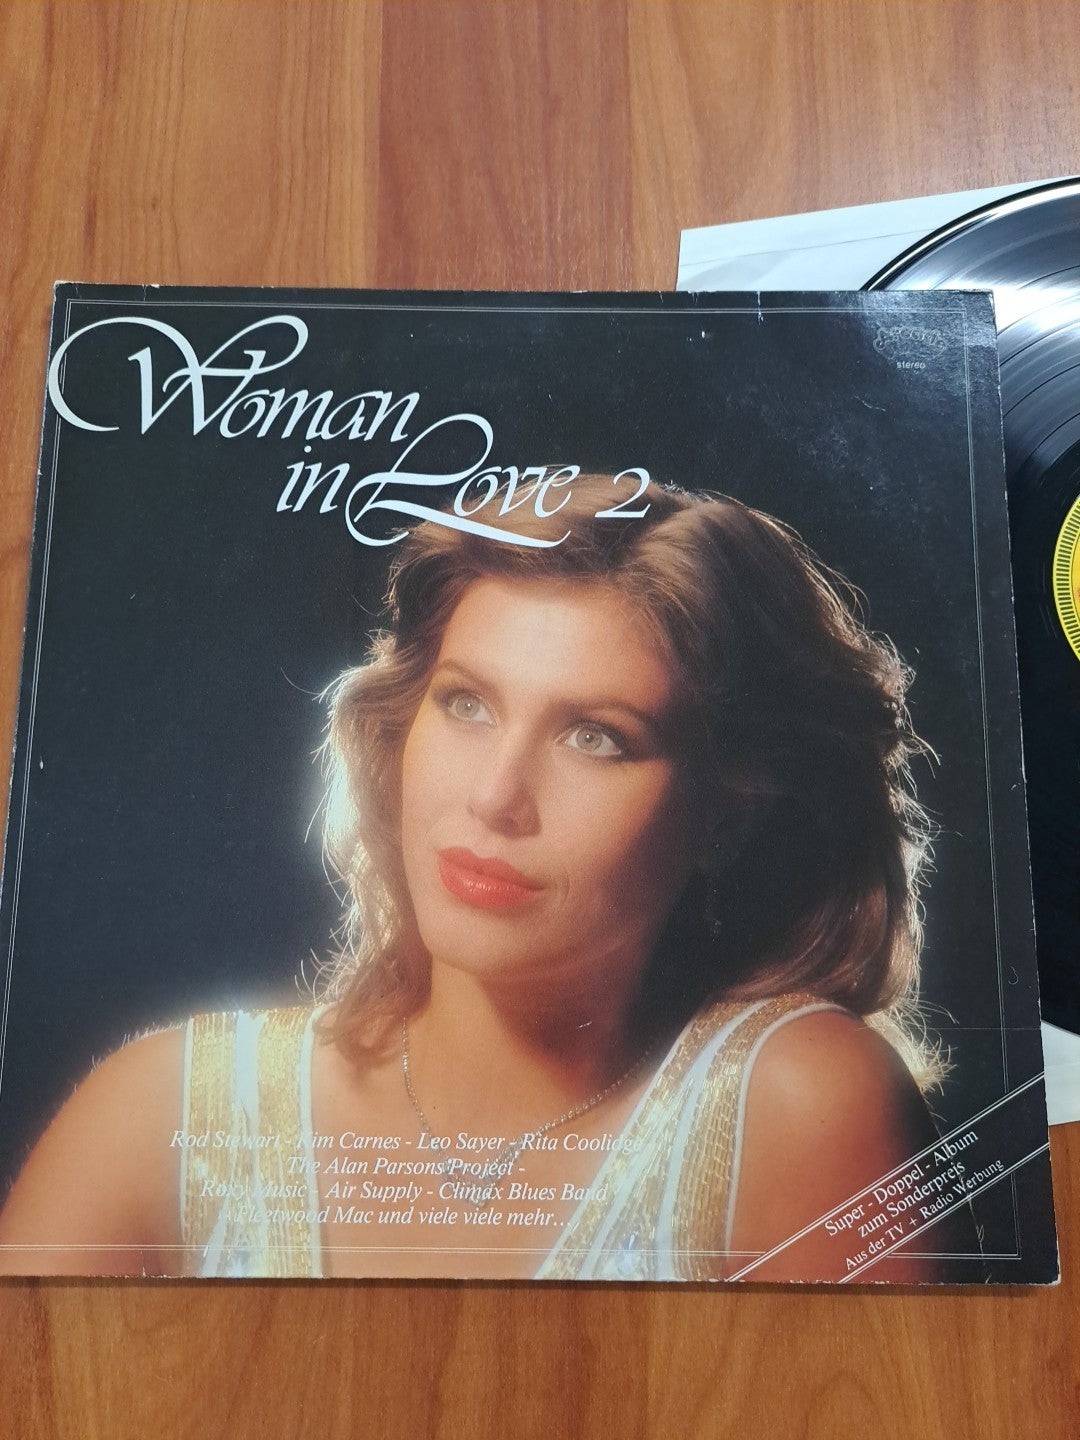 Woman
in Love 2
records
stereo
Rod Stewart - Kim Carnes - Leo Sayer - Rita Coolidge
The Alan Parsons Project -
Roxy Music - Air Supply - Climax Blues Band
Fleetwood Mac und viele viele mehr...
Super - Doppel - Album
zum Sonderpreis
Aus der TV + Radio Werbung